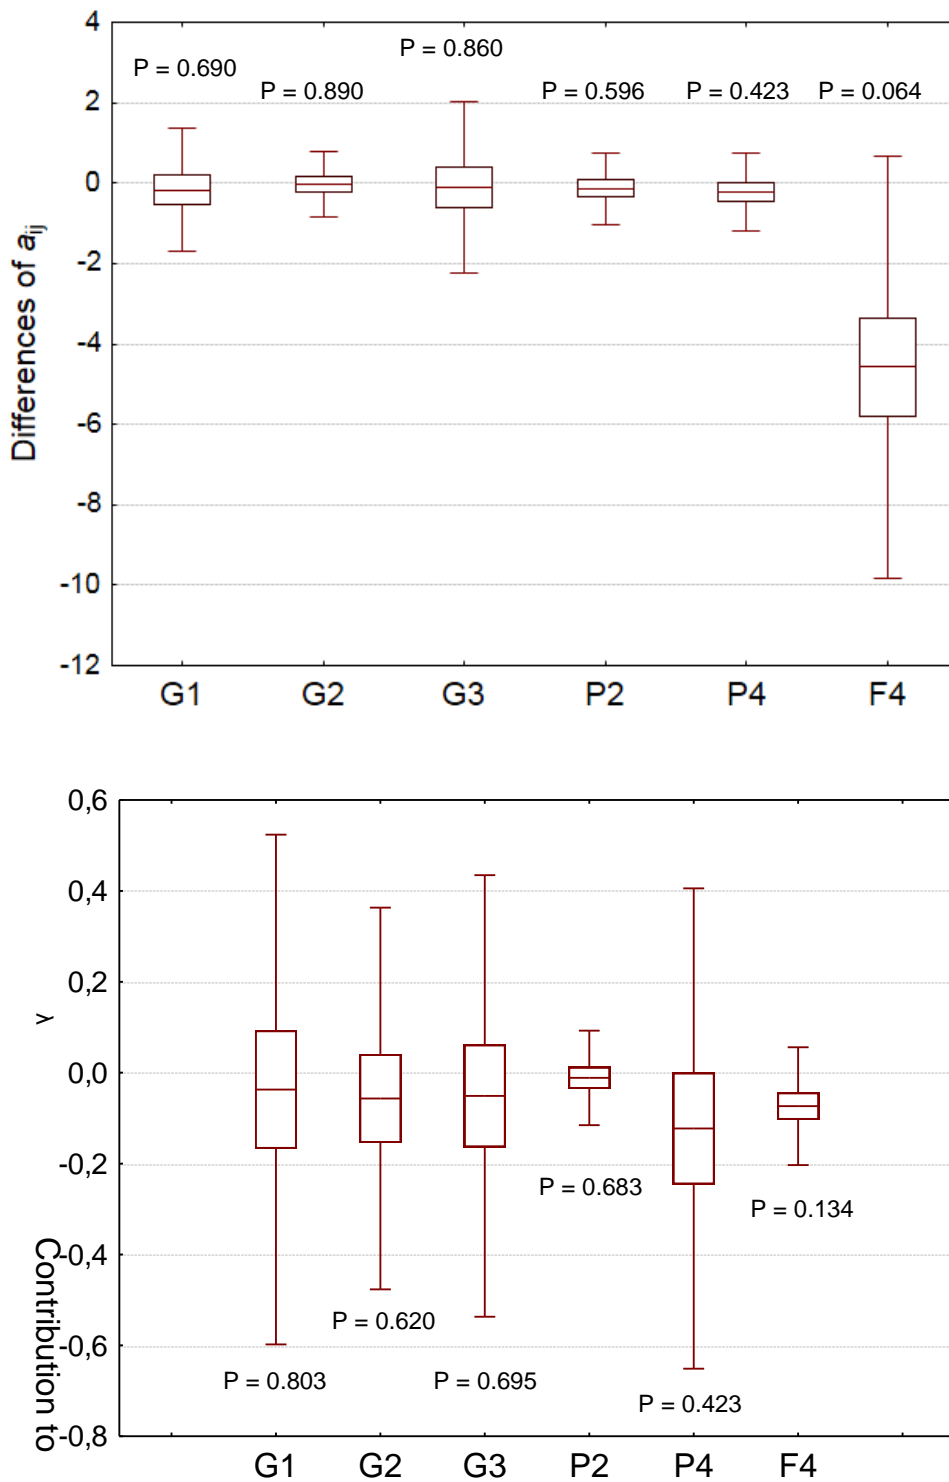 4
P = 0.860
P = 0.690
P = 0.890
P = 0.596
P = 0.423
P = 0.064
2
0
-2
-4
-6
-8
-10
-12
Differences of aij
G1 G2 G3 P2 P4 F4
0,6
0,4
0,2
0,0
-0,2
-0,4
-0,6
-0,8
Contribution to λ
P = 0.683
P = 0.134
P = 0.620
P = 0.803
P = 0.695
P = 0.423
G1 G2 G3 P2 P4 F4